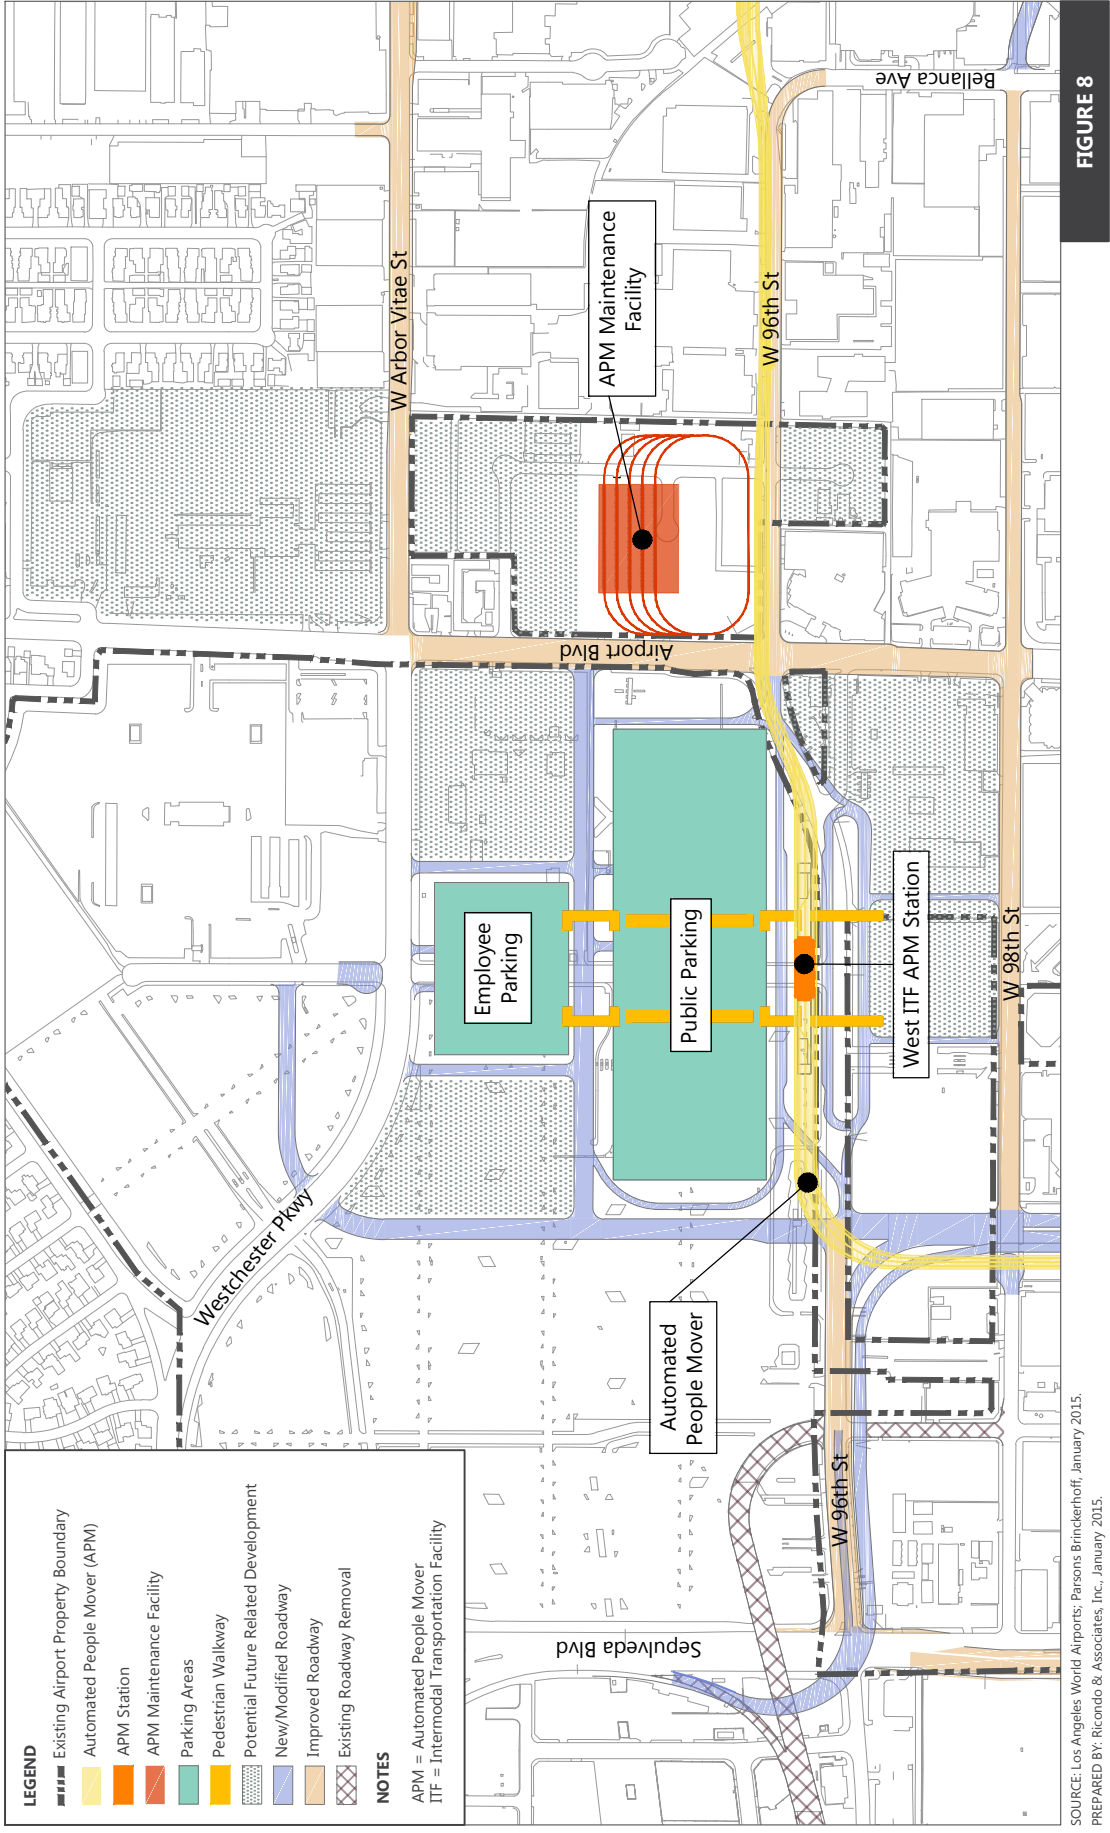 LEGEND
Existing Airport Property Boundary
Automated People Mover (APM)
APM Station
APM Maintenance Facility
Parking Areas
Pedestrian Walkway
Potential Future Related Development
New/Modified Roadway
Improved Roadway
Existing Roadway Removal
NOTES
APM = Automated People Mover
ITF = Intermodal Transportation Facility
Westchester Pkwy
W Arbor Vitae St
Employee
Parking
Public Parking
Airport Blvd
APM Maintenance
Facility
Sepulveda Blvd
Automated
People Mover
W 96th St
W 96th St
West ITF APM Station
Bellanca Ave
W 98th St
SOURCE: Los Angeles World Airports; Parsons Brinckerhoff, January 2015.
PREPARED BY: Ricondo & Associates, Inc., January 2015.
FIGURE 8